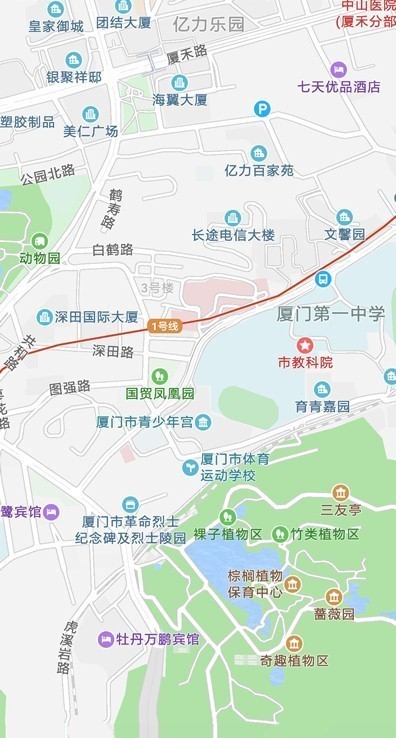 中山医院
(厦禾分部
皇家御城
团结大厦
亿力乐园
厦禾路
银聚祥邸
七天优品酒店
海翼大厦
塑胶制品
美仁广场
亿力百家苑
公园北路
鹤寿路
长途电信大楼
文馨园
白鹤路
动物园
3号楼
深田国际大厦
厦门第一中学
1号线
深田路
市教科院
图强路
国贸凤凰园
育青嘉园
厦门市青少年宫
厦门市体育
运动学校
鹭宾馆
厦门市革命烈士
纪念碑及烈士陵园
三友亭
裸子植物区
竹类植物区
棕榈植物
保育中心
蔷薇园
虎溪岩路
牡丹万鹏宾馆
奇趣植物区